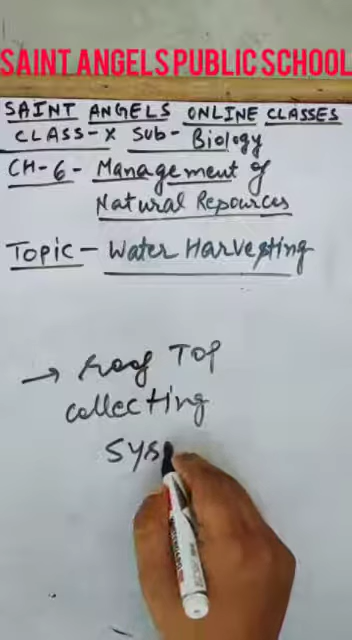 SAINT ANGELS PUBLIC SCHOOL
SAINT ANGELS ONLINE CLASSES
CLASS-X Sub- Biology
CH-6- Management of
Natural Resources
Topic- Water Harvesting
→ Roof Top
collecting
sys